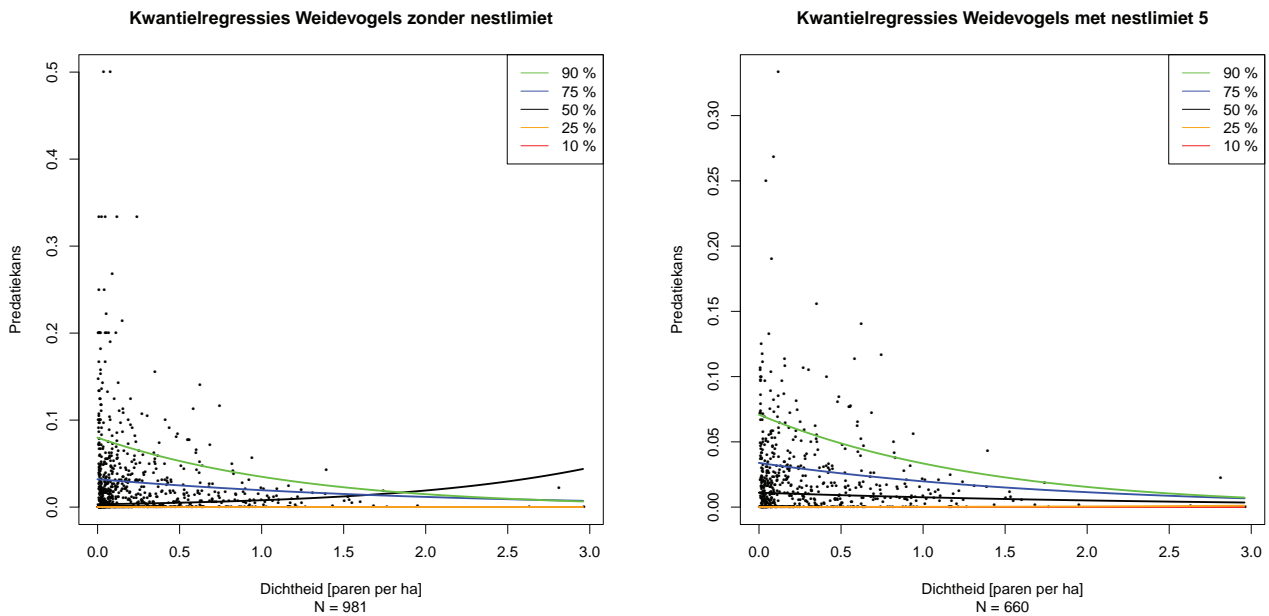 Kwantielregressies Weidevogels zonder nestlimiet
90 %
75 %
50 %
25 %
10 %
0.5
0.4
0.3
0.2
0.1
0.0
Predatiekans
0.0 0.5 1.0 1.5 2.0 2.5 3.0
Dichtheid [paren per ha]
N = 981
Kwantielregressies Weidevogels met nestlimiet 5
90 %
75 %
50 %
25 %
10 %
0.30
0.25
0.20
0.15
0.10
0.05
0.00
Predatiekans
0.0 0.5 1.0 1.5 2.0 2.5 3.0
Dichtheid [paren per ha]
N = 660